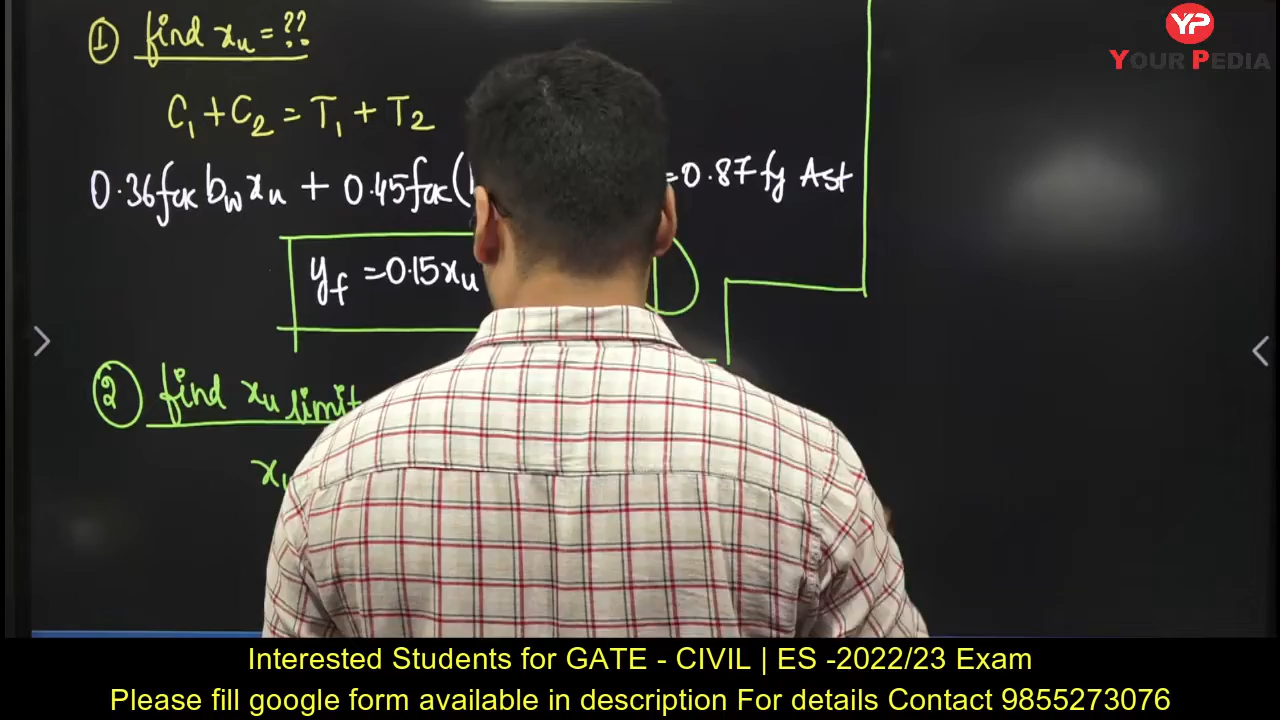 ① find xu = ??
C1 + C2 = T1 + T2
0.36fck bw xu + 0.45fck( = 0.87 fy Ast
yf = 0.15xu
② find xu limit
YP
YOUR PEDIA
Interested Students for GATE - CIVIL | ES -2022/23 Exam
Please fill google form available in description For details Contact 9855273076